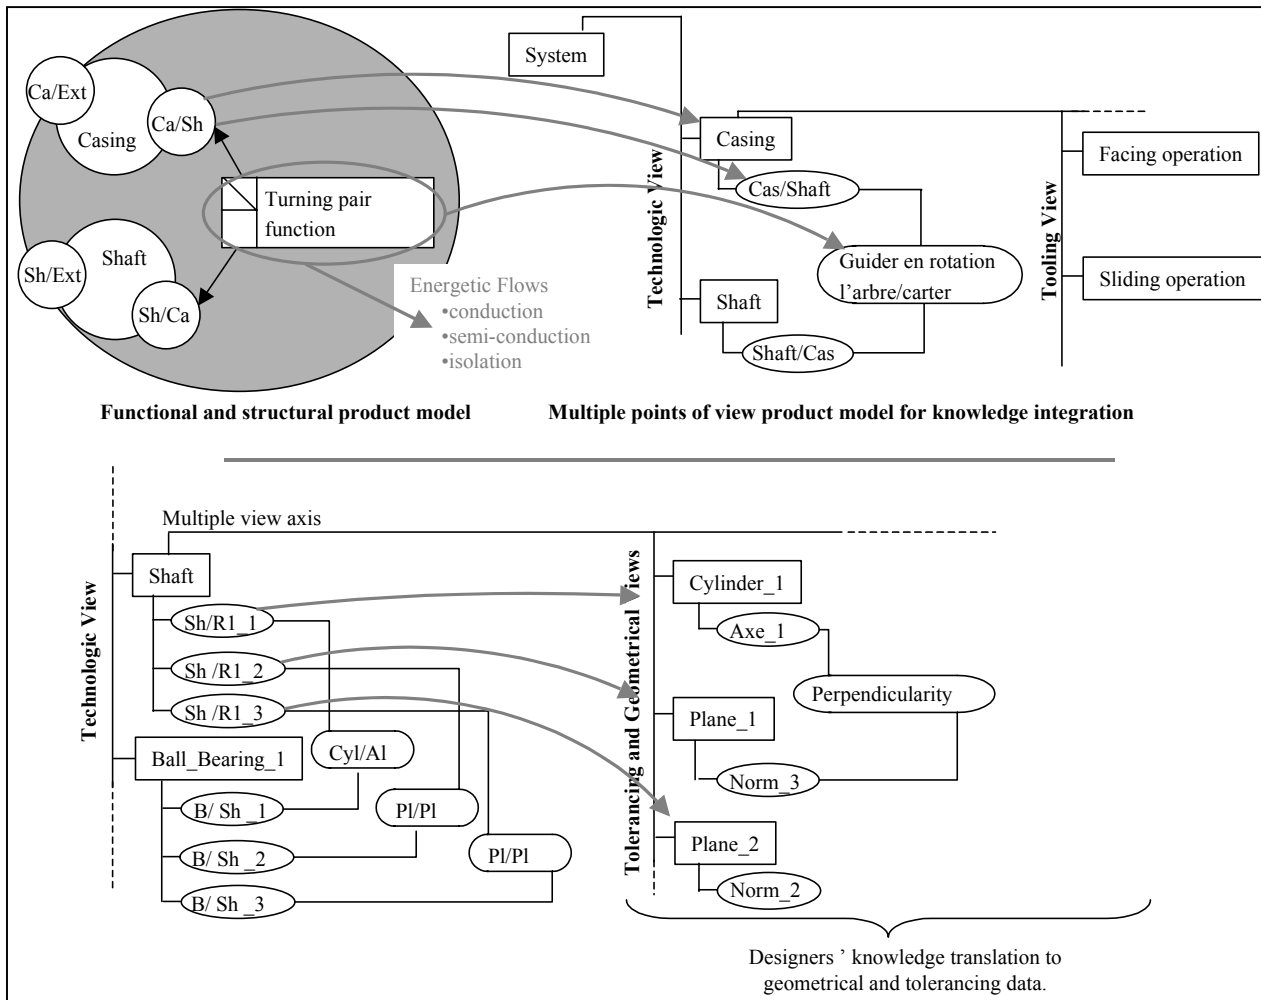 Ca/Ext
Casing
Ca/Sh
Turning pair
function
Shaft
Sh/Ext
Sh/Ca
Energetic Flows
•conduction
•semi-conduction
•isolation
System
Technologic View
Casing
Cas/Shaft
Guider en rotation
l'arbre/carter
Shaft
Shaft/Cas
Tooling View
Facing operation
Sliding operation
Functional and structural product model
Multiple points of view product model for knowledge integration
Multiple view axis
Technologic View
Shaft
Sh/R1_1
Sh /R1_2
Sh /R1_3
Ball_Bearing_1
B/ Sh _1
B/ Sh _2
B/ Sh _3
Cyl/Al
Pl/Pl
Pl/Pl
Tolerancing and Geometrical Views
Cylinder_1
Axe_1
Perpendicularity
Plane_1
Norm_3
Plane_2
Norm_2
Designers ' knowledge translation to
geometrical and tolerancing data.